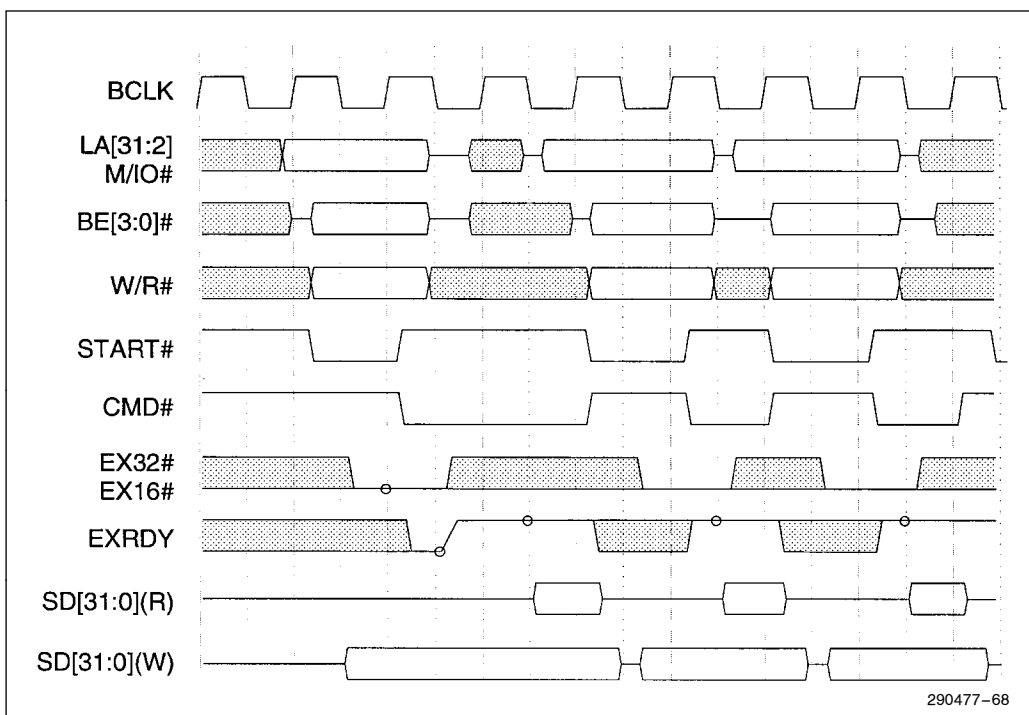 BCLK
LA[31:2]
M/IO#
BE[3:0]#
W/R#
START#
CMD#
EX32#
EX16#
EXRDY
SD[31:0](R)
SD[31:0](W)
290477–68